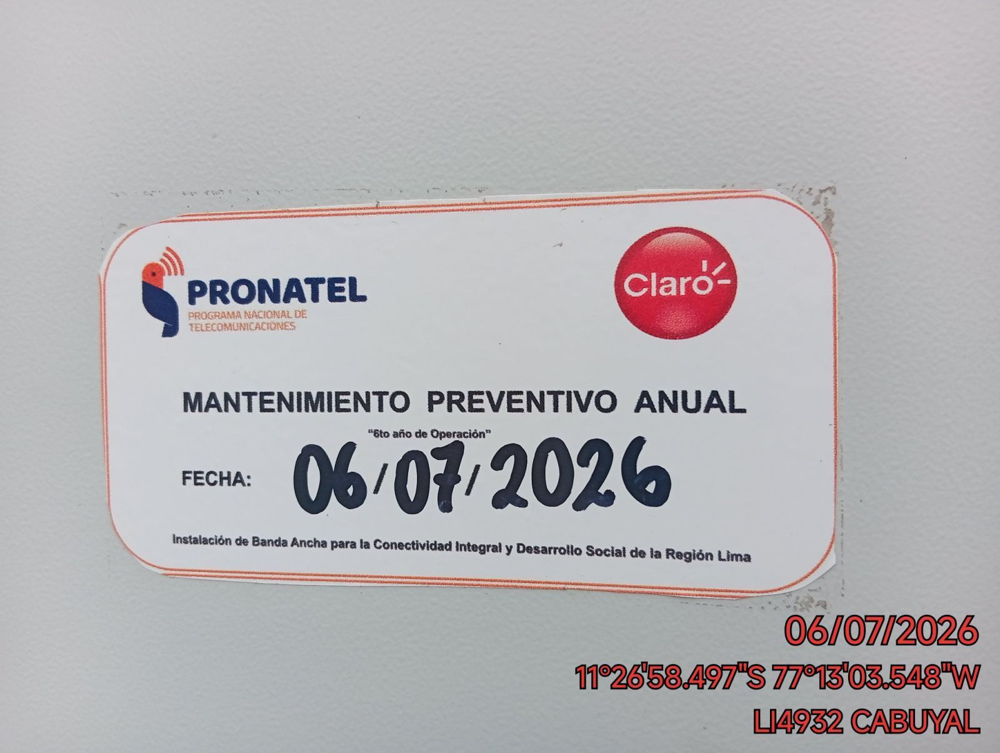 PRONATEL
PROGRAMA NACIONAL DE
TELECOMUNICACIONES
Claro
MANTENIMIENTO PREVENTIVO ANUAL
"6to año de Operación"
FECHA: 06/07/2026
Instalación de Banda Ancha para la Conectividad Integral y Desarrollo Social de la Región Lima
06/07/2026
11°26'58.497"S 77°13'03.548"W
LI4932 CABUYAL